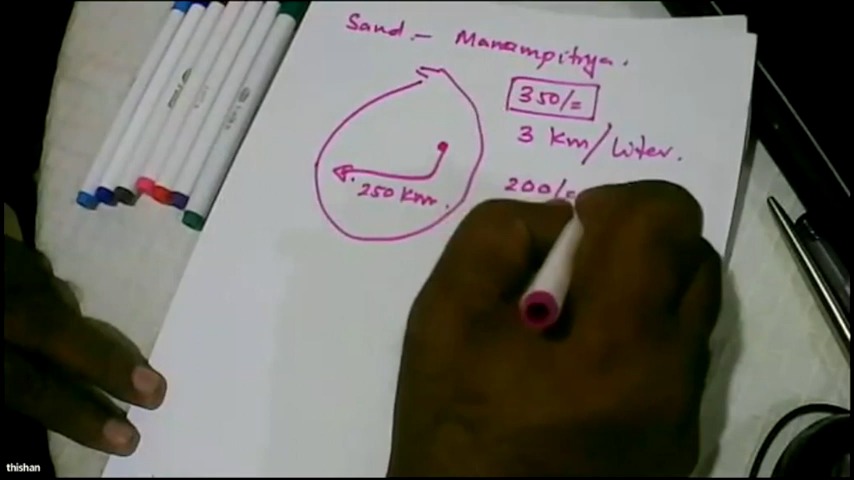 Sand.- Manampitiya.
350/=
3 km/liter.
250 km.
200/=
thishan